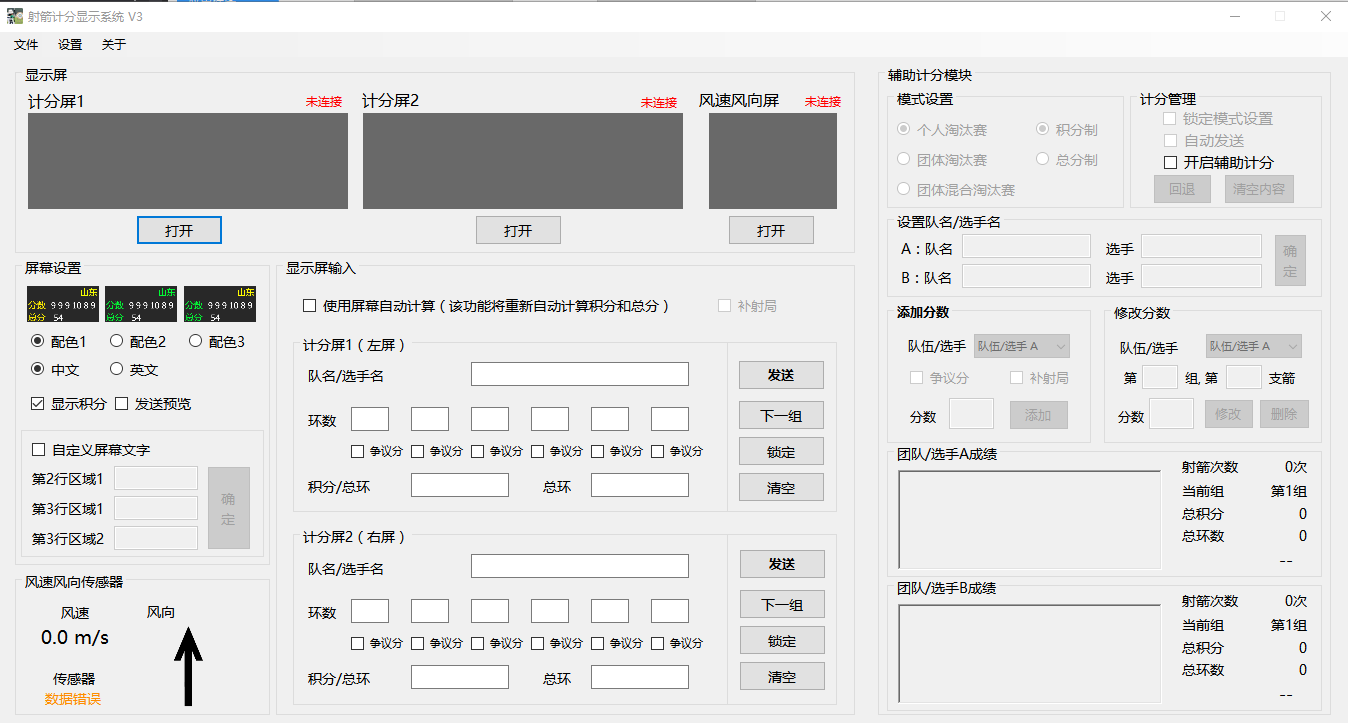 射箭计分显示系统 V3
文件 设置 关于
显示屏
计分屏1 未连接 计分屏2 未连接 风速风向屏 未连接
打开 打开 打开
屏幕设置
山东 山东 山东
分数 9 9 9 10 8 9 分数 9 9 9 10 8 9 分数 9 9 9 10 8 9
总分 54 总分 54 总分 54
配色1 配色2 配色3
中文 英文
显示积分 发送预览
自定义屏幕文字
第2行区域1
第3行区域1
第3行区域2
确定
风速风向传感器
风速 风向
0.0 m/s
传感器
数据错误
显示屏输入
使用屏幕自动计算（该功能将重新自动计算积分和总分） 补射局
计分屏1（左屏）
队名/选手名 发送
环数 下一组
争议分 争议分 争议分 争议分 争议分 争议分 锁定
积分/总环 总环 清空
计分屏2（右屏）
队名/选手名 发送
环数 下一组
争议分 争议分 争议分 争议分 争议分 争议分 锁定
积分/总环 总环 清空
辅助计分模块
模式设置
个人淘汰赛 积分制
团体淘汰赛 总分制
团体混合淘汰赛
计分管理
锁定模式设置
自动发送
开启辅助计分
回退 清空内容
设置队名/选手名
A：队名 选手
B：队名 选手
确定
添加分数
队伍/选手 队伍/选手 A
争议分 补射局
分数 添加
修改分数
队伍/选手 队伍/选手 A
第 组, 第 支箭
分数 修改 删除
团队/选手A成绩
射箭次数 0次
当前组 第1组
总积分 0
总环数 0
--
团队/选手B成绩
射箭次数 0次
当前组 第1组
总积分 0
总环数 0
--